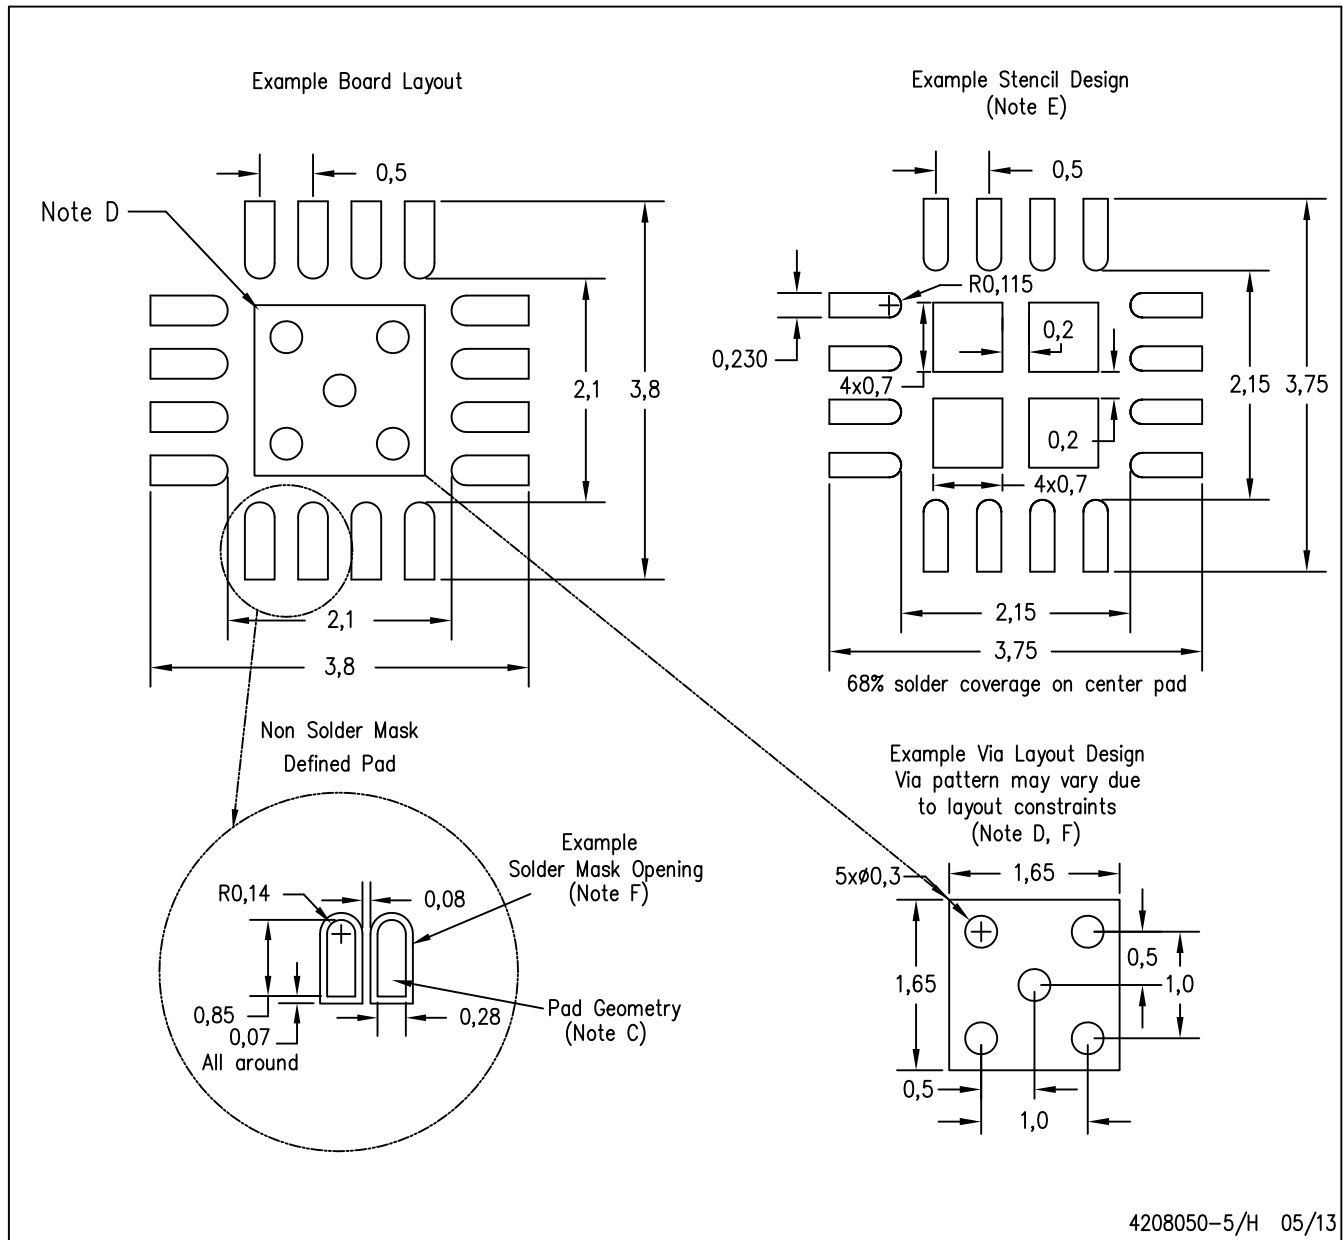 Example Board Layout
0,5
Note D
2,1
3,8
2,1
3,8
Example Stencil Design
(Note E)
0,5
R0,115
0,230
0,2
4x0,7
0,2
4x0,7
2,15
3,75
2,15
3,75
68% solder coverage on center pad
Non Solder Mask
Defined Pad
Example
Solder Mask Opening
(Note F)
R0,14
0,08
0,85
0,07
All around
0,28
Pad Geometry
(Note C)
Example Via Layout Design
Via pattern may vary due
to layout constraints
(Note D, F)
5xø0,3
1,65
1,65
0,5
1,0
0,5
1,0
4208050-5/H 05/13